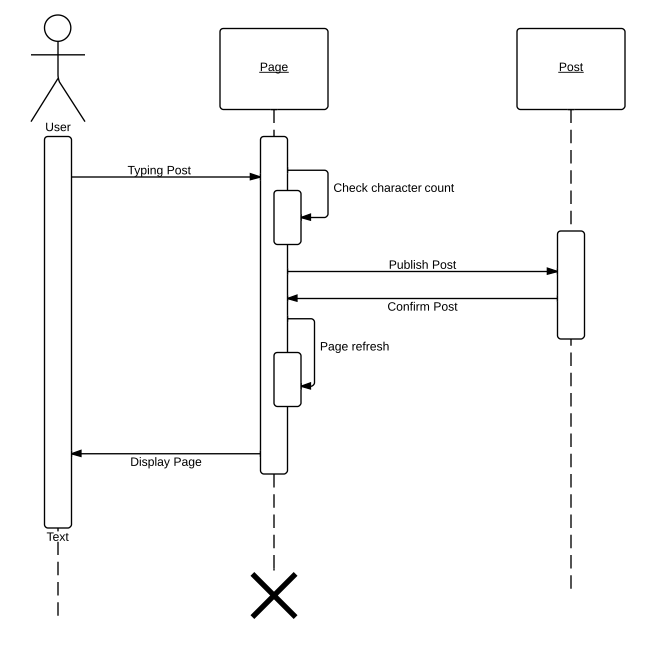 Page
Post
User
Typing Post
Check character count
Publish Post
Confirm Post
Page refresh
Display Page
Text